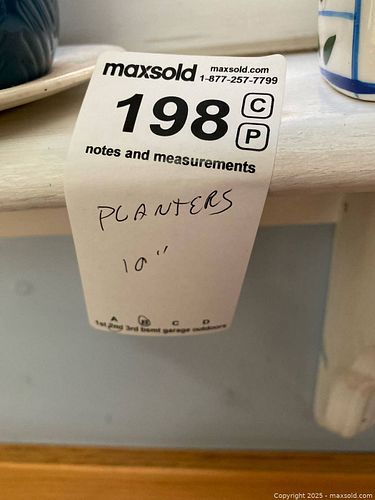 maxsold maxsold.com
1-877-257-7799
198 C
P
notes and measurements
PLANTERS
10"
A B C D
1st 2nd 3rd bsmt garage outdoors
Copyright 2025 - maxsold.com